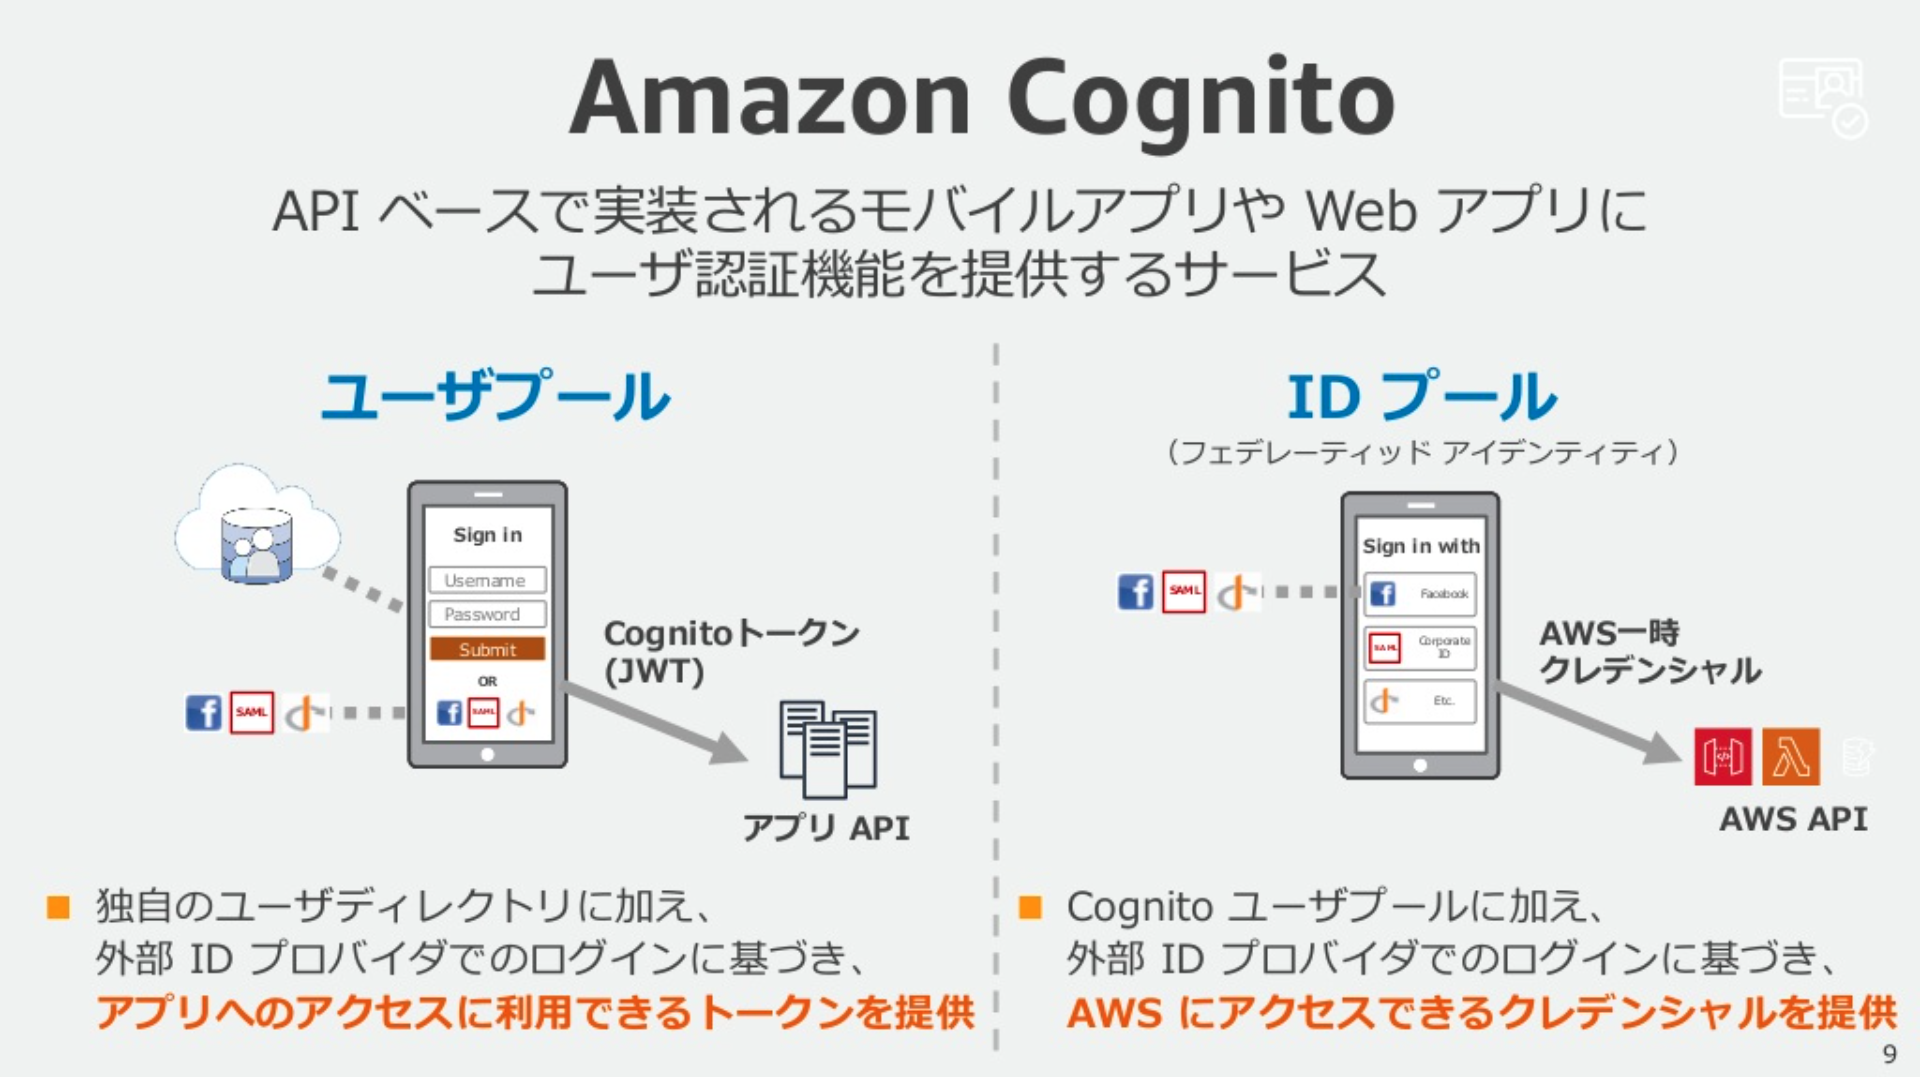 Amazon Cognito
API ベースで実装されるモバイルアプリや Web アプリに
ユーザ認証機能を提供するサービス
ユーザプール
Sign in
Username
Password
Submit
OR
SAML
SAML
Cognitoトークン
(JWT)
アプリ API
■ 独自のユーザディレクトリに加え、
外部 ID プロバイダでのログインに基づき、
アプリへのアクセスに利用できるトークンを提供
ID プール
（フェデレーティッド アイデンティティ）
Sign in with
SAML
Facebook
SAML
Corporate
ID
Etc.
AWS一時
クレデンシャル
AWS API
■ Cognito ユーザプールに加え、
外部 ID プロバイダでのログインに基づき、
AWS にアクセスできるクレデンシャルを提供
9